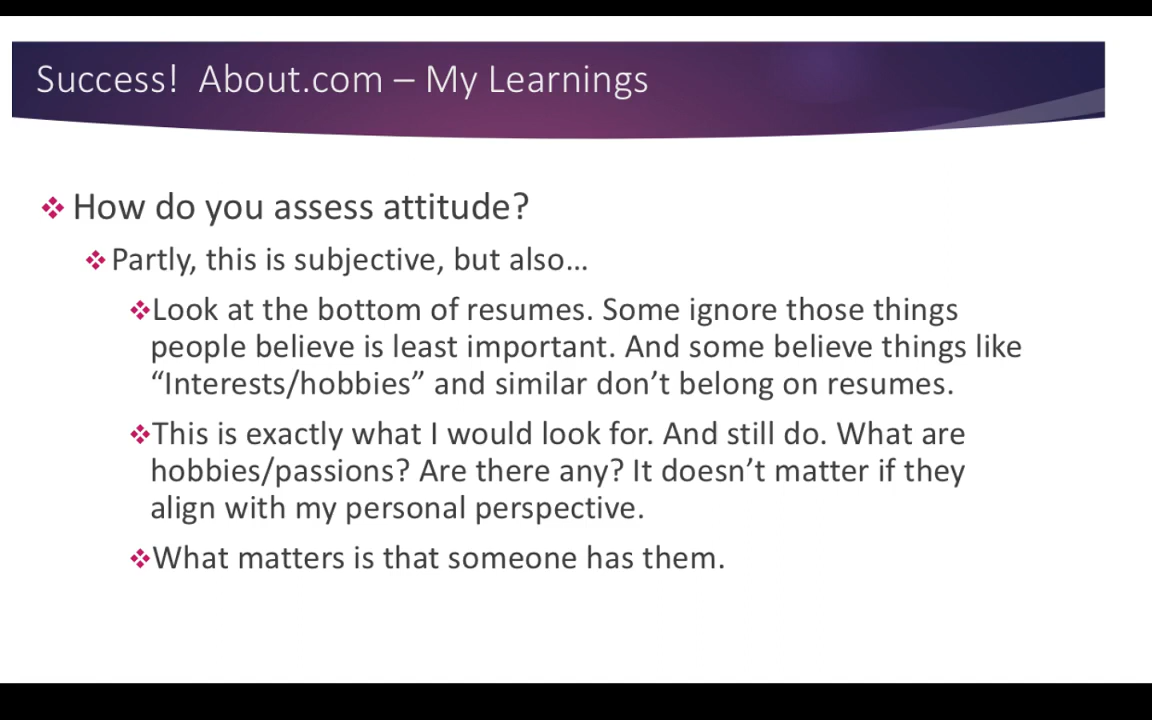 Success!  About.com – My Learnings
How do you assess attitude?
Partly, this is subjective, but also…
Look at the bottom of resumes. Some ignore those things
people believe is least important. And some believe things like
“Interests/hobbies” and similar don’t belong on resumes.
This is exactly what I would look for. And still do. What are
hobbies/passions? Are there any? It doesn’t matter if they
align with my personal perspective.
What matters is that someone has them.